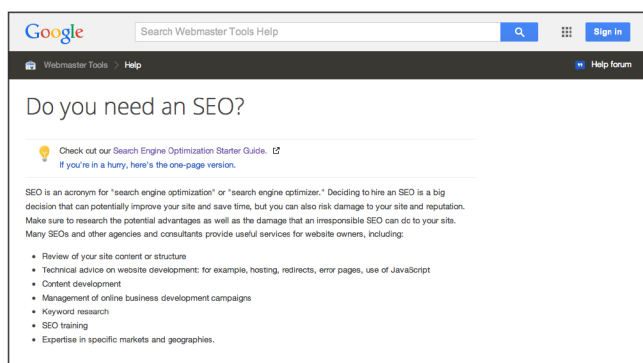 Google
Search Webmaster Tools Help
Sign in
Webmaster Tools > Help
Help forum
Do you need an SEO?
Check out our Search Engine Optimization Starter Guide.
If you're in a hurry, here's the one-page version.
SEO is an acronym for "search engine optimization" or "search engine optimizer." Deciding to hire an SEO is a big
decision that can potentially improve your site and save time, but you can also risk damage to your site and reputation.
Make sure to research the potential advantages as well as the damage that an irresponsible SEO can do to your site.
Many SEOs and other agencies and consultants provide useful services for website owners, including:
• Review of your site content or structure
• Technical advice on website development: for example, hosting, redirects, error pages, use of JavaScript
• Content development
• Management of online business development campaigns
• Keyword research
• SEO training
• Expertise in specific markets and geographies.